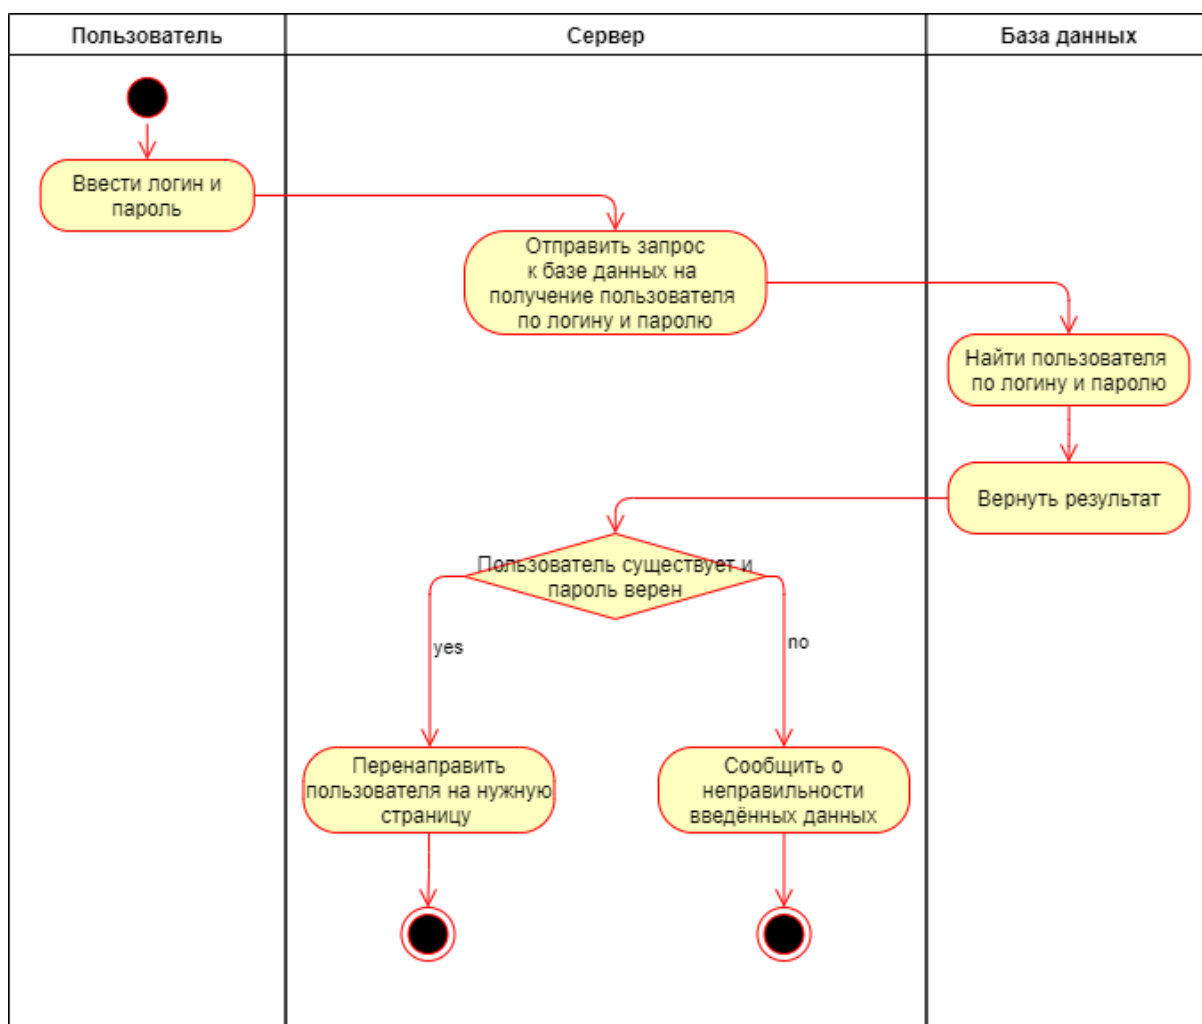 Пользователь
Сервер
База данных
Ввести логин и
пароль
Отправить запрос
к базе данных на
получение пользователя
по логину и паролю
Найти пользователя
по логину и паролю
Вернуть результат
Пользователь существует и
пароль верен
yes
no
Перенаправить
пользователя на нужную
страницу
Сообщить о
неправильности
введённых данных